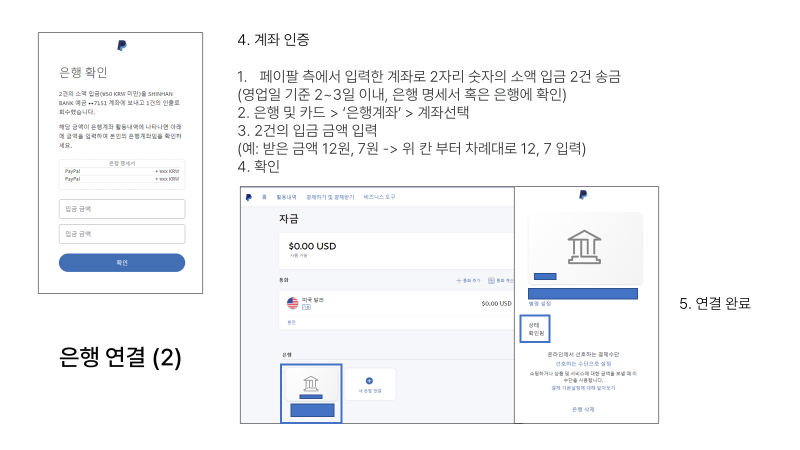 은행 확인
2건의 소액 입금(₩50 KRW 미만)을 SHINHAN
BANK 예금 ••7151 계좌에 보내고 1건의 인출로
회수했습니다.
해당 금액이 은행계좌 활동내역에 나타나면 아래
에 금액을 입력하여 본인의 은행계좌임을 확인하
세요.
은행 명세서
PayPal + xxx KRW
PayPal + xxx KRW
입금 금액
입금 금액
확인
은행 연결 (2)
4. 계좌 인증
1. 페이팔 측에서 입력한 계좌로 2자리 숫자의 소액 입금 2건 송금
(영업일 기준 2~3일 이내, 은행 명세서 혹은 은행에 확인)
2. 은행 및 카드 > ‘은행계좌’ > 계좌선택
3. 2건의 입금 금액 입력
(예: 받은 금액 12원, 7원 -> 위 칸 부터 차례대로 12, 7 입력)
4. 확인
홈 활동내역 결제하기 및 결제받기 비즈니스 도구
자금
$0.00 USD
사용 가능
통화
통화 추가 통화 계산
미국 달러
기본
$0.00 USD
환전
은행
새 은행 연결
별명 설정
상태
확인됨
온라인에서 선호하는 결제수단
선호하는 수단으로 설정
쇼핑하거나 상품 및 서비스에 대한 금액을 보낼 때 이
수단을 사용합니다.
결제 기본설정에 대해 알아보기
은행 삭제
5. 연결 완료